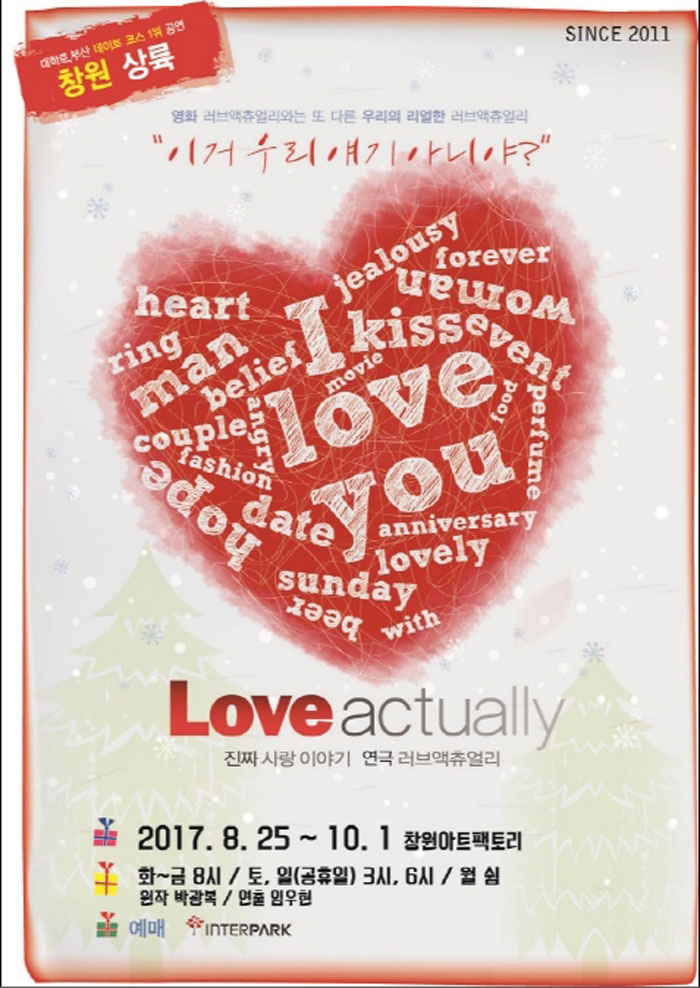 SINCE 2011
대학로,부산 데이트 코스 1위 공연
창원 상륙
영화 러브액츄얼리와는 또 다른 우리의 리얼한 러브액츄얼리
"이거 우리 얘기 아니야?"
jealousy
forever
woman
heart
I
kiss
event
ring
man
belief
movie
love
poof
perfume
couple
angry
fashion
you
hope
date
anniversary
lovely
sunday
beer
with
Love actually
진짜 사랑 이야기 연극 러브액츄얼리
2017. 8. 25 ~ 10. 1 창원아트팩토리
화~금 8시 / 토, 일(공휴일) 3시, 6시 / 월 쉼
원작 박광복 / 연출 임우현
예매 INTERPARK